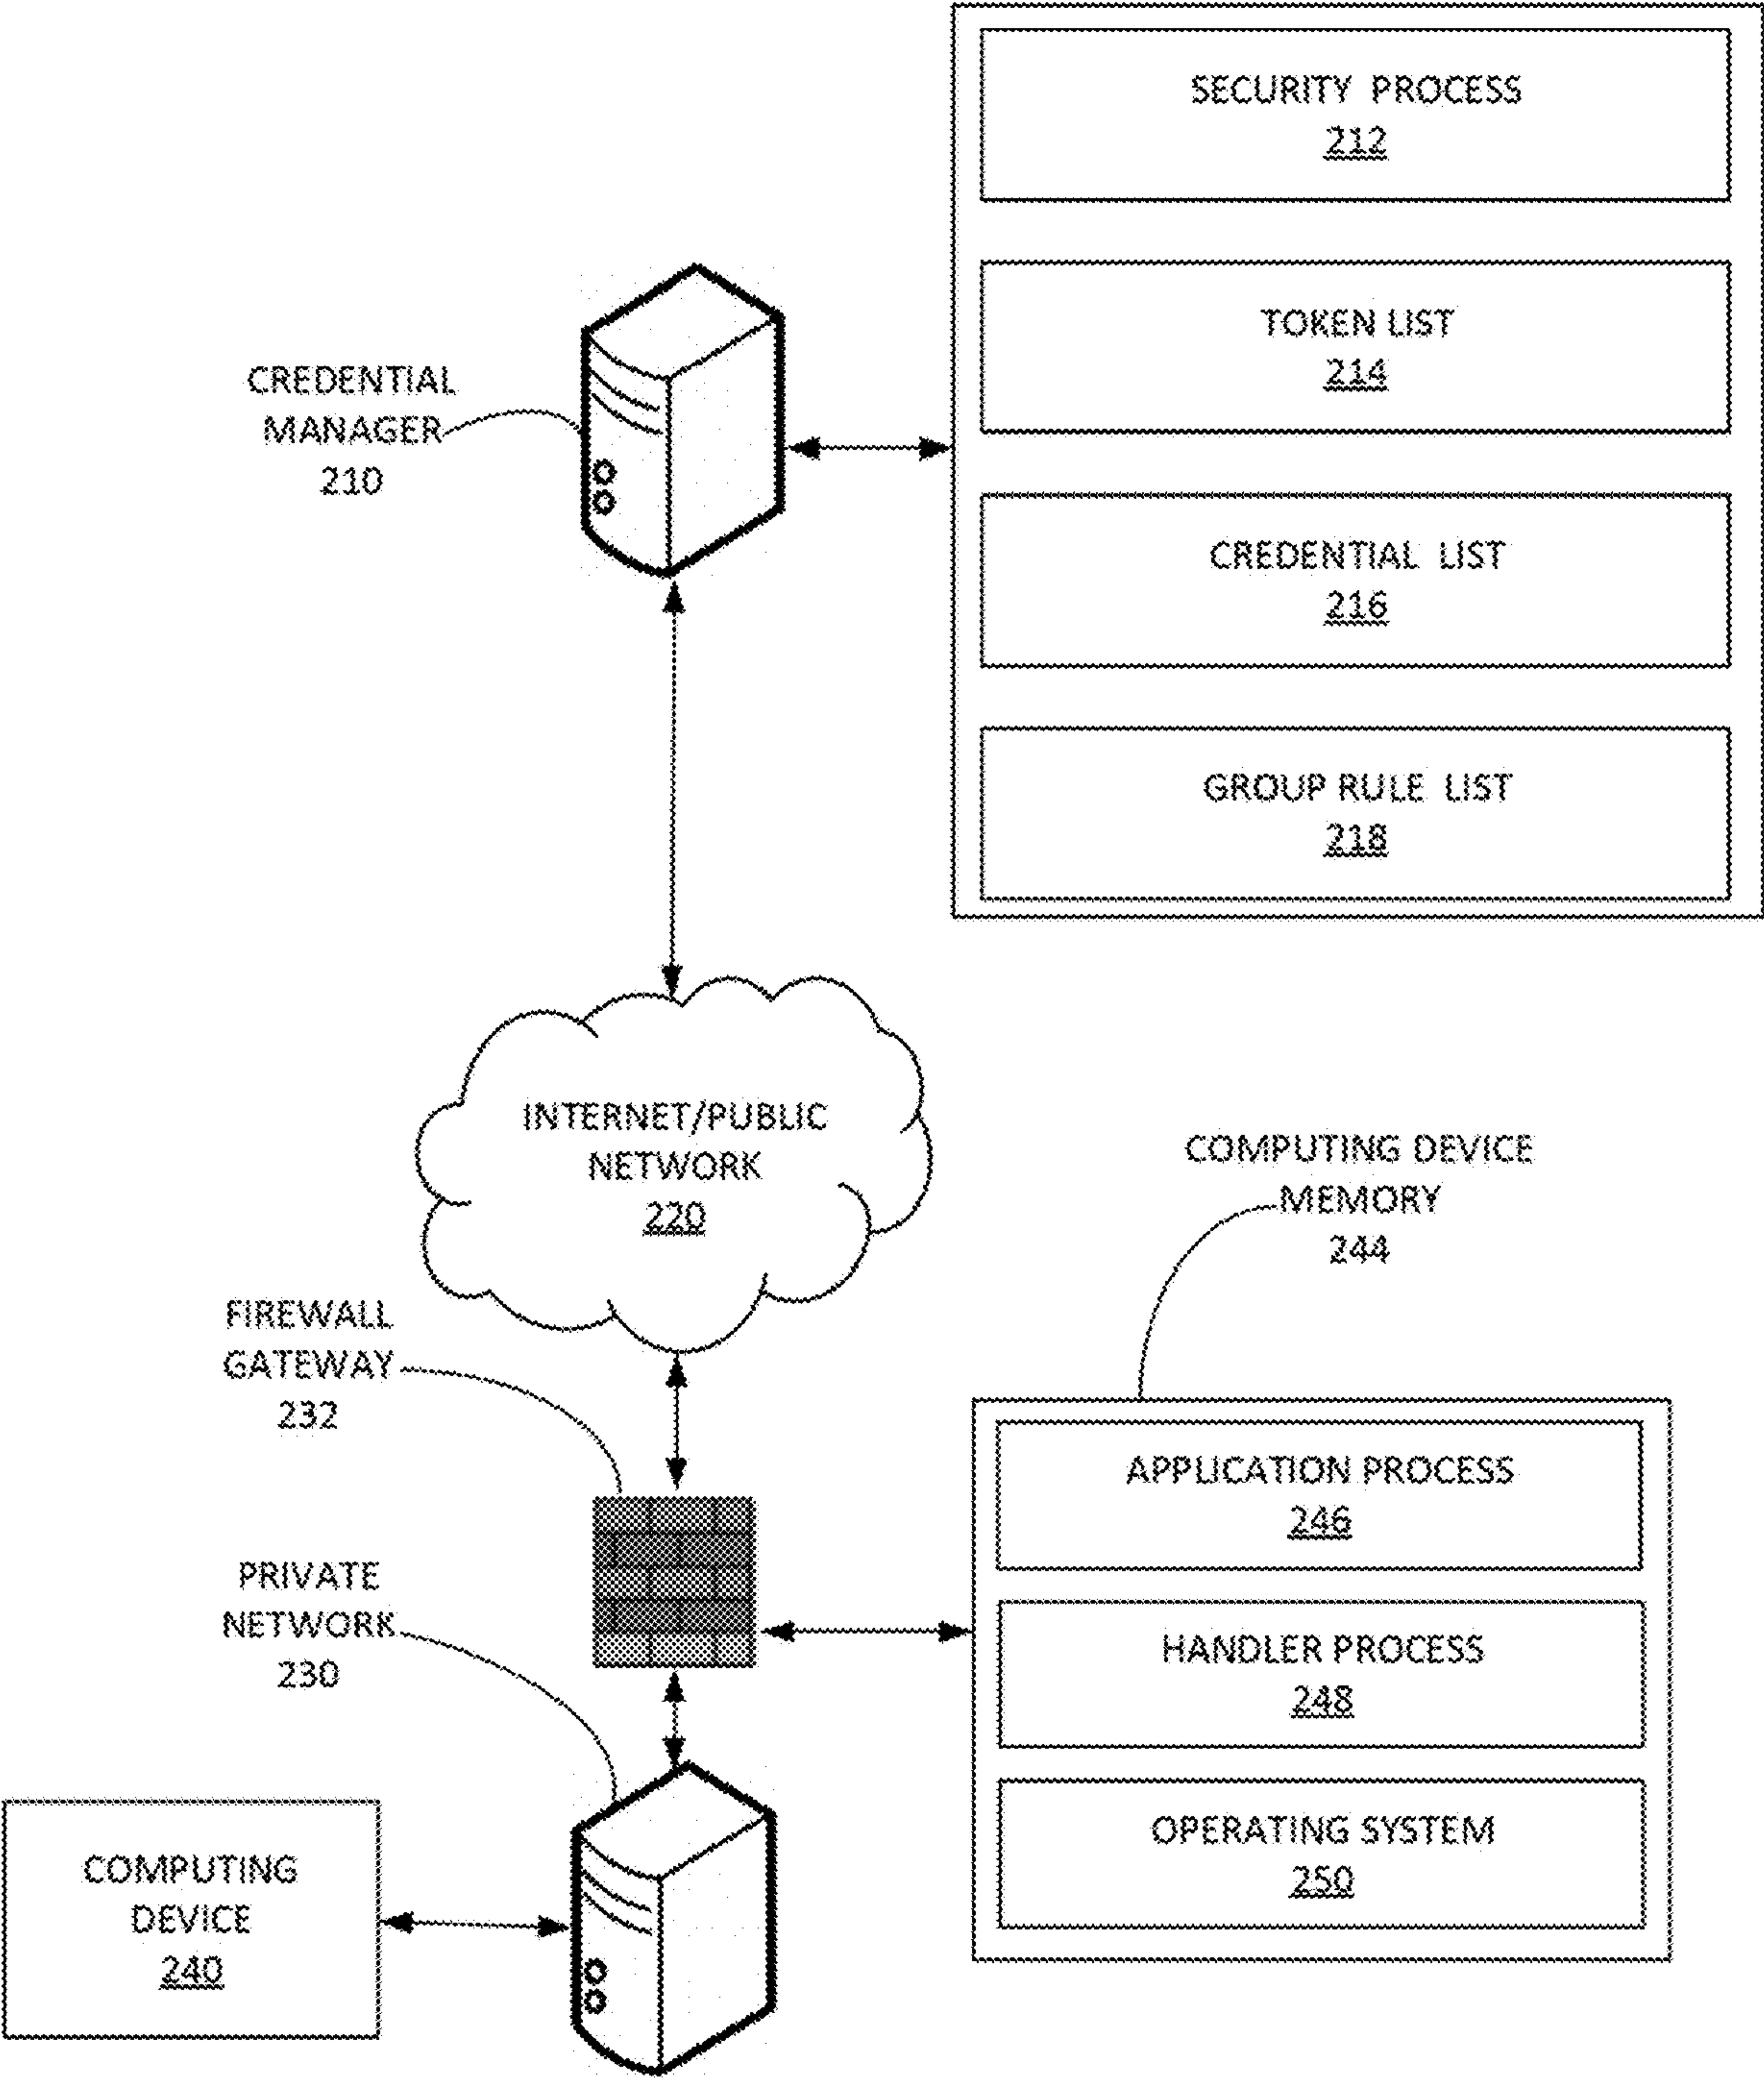 SECURITY PROCESS
212
TOKEN LIST
214
CREDENTIAL
MANAGER
210
CREDENTIAL LIST
216
GROUP RULE LIST
218
INTERNET/PUBLIC
NETWORK
220
COMPUTING DEVICE
MEMORY
244
FIREWALL
GATEWAY
232
APPLICATION PROCESS
246
PRIVATE
NETWORK
230
HANDLER PROCESS
248
OPERATING SYSTEM
250
COMPUTING
DEVICE
240